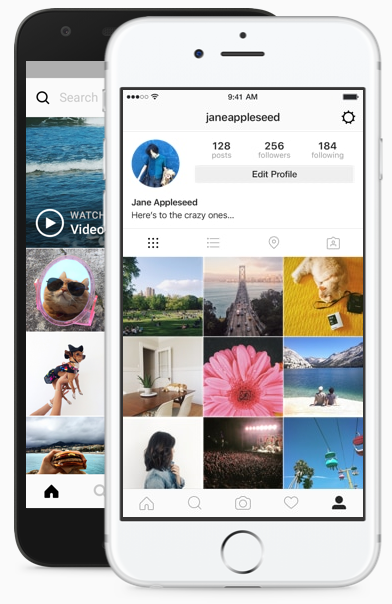 Search
WATCH
Video
9:41 AM
janeappleseed
128
posts
256
followers
184
following
Edit Profile
Jane Appleseed
Here's to the crazy ones...